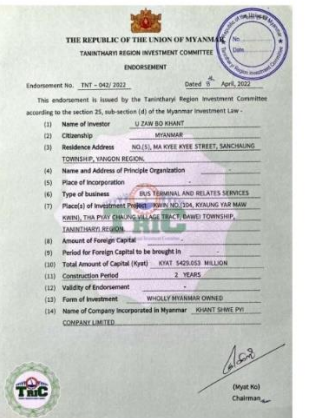 THE REPUBLIC OF THE UNION OF MYANMAR
TANINTHARYI REGION INVESTMENT COMMITTEE
ENDORSEMENT
No.
Date
Endorsement No. TNT - 042/ 2022 Dated 11 April, 2022
This endorsement is issued by the Tanintharyi Region Investment Committee
according to the section 25, sub-section (d) of the Myanmar Investment Law -
(1) Name of Investor U ZAW BO KHANT
(2) Citizenship MYANMAR
(3) Residence Address NO.(5), MA KYEE KYEE STREET, SANCHAUNG
TOWNSHIP, YANGON REGION.
(4) Name and Address of Principle Organization
(5) Place of Incorporation -
(6) Type of business BUS TERMINAL AND RELATES SERVICES
(7) Place(s) of Investment Project KWIN NO.(204, KYAUNG YAR MAW
KWIN), THA PYAY CHAUNG VILLAGE TRACT, DAWEI TOWNSHIP,
TANINTHARYI REGION.
(8) Amount of Foreign Capital -
(9) Period for Foreign Capital to be brought in -
(10) Total Amount of Capital (Kyat) KYAT 5425.053 MILLION
(11) Construction Period 2 YEARS
(12) Validity of Endorsement -
(13) Form of Investment WHOLLY MYANMAR OWNED
(14) Name of Company Incorporated in Myanmar KHANT SHWE PYI
COMPANY LIMITED
(Myat Ko)
Chairman
TRIC
TRIC